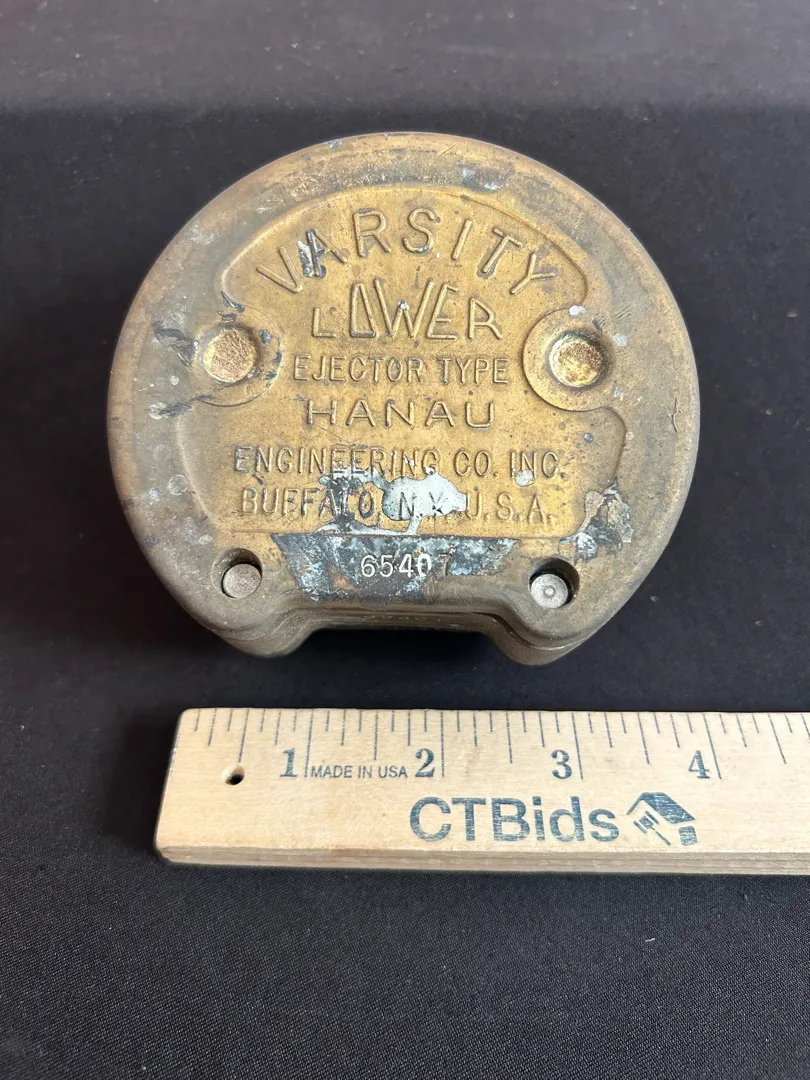 VARSITY
LOWER
EJECTOR TYPE
HANAU
ENGINEERING CO. INC.
BUFFALO, N.Y. U.S.A.
65407
1 MADE IN USA 2 3 4
CTBids